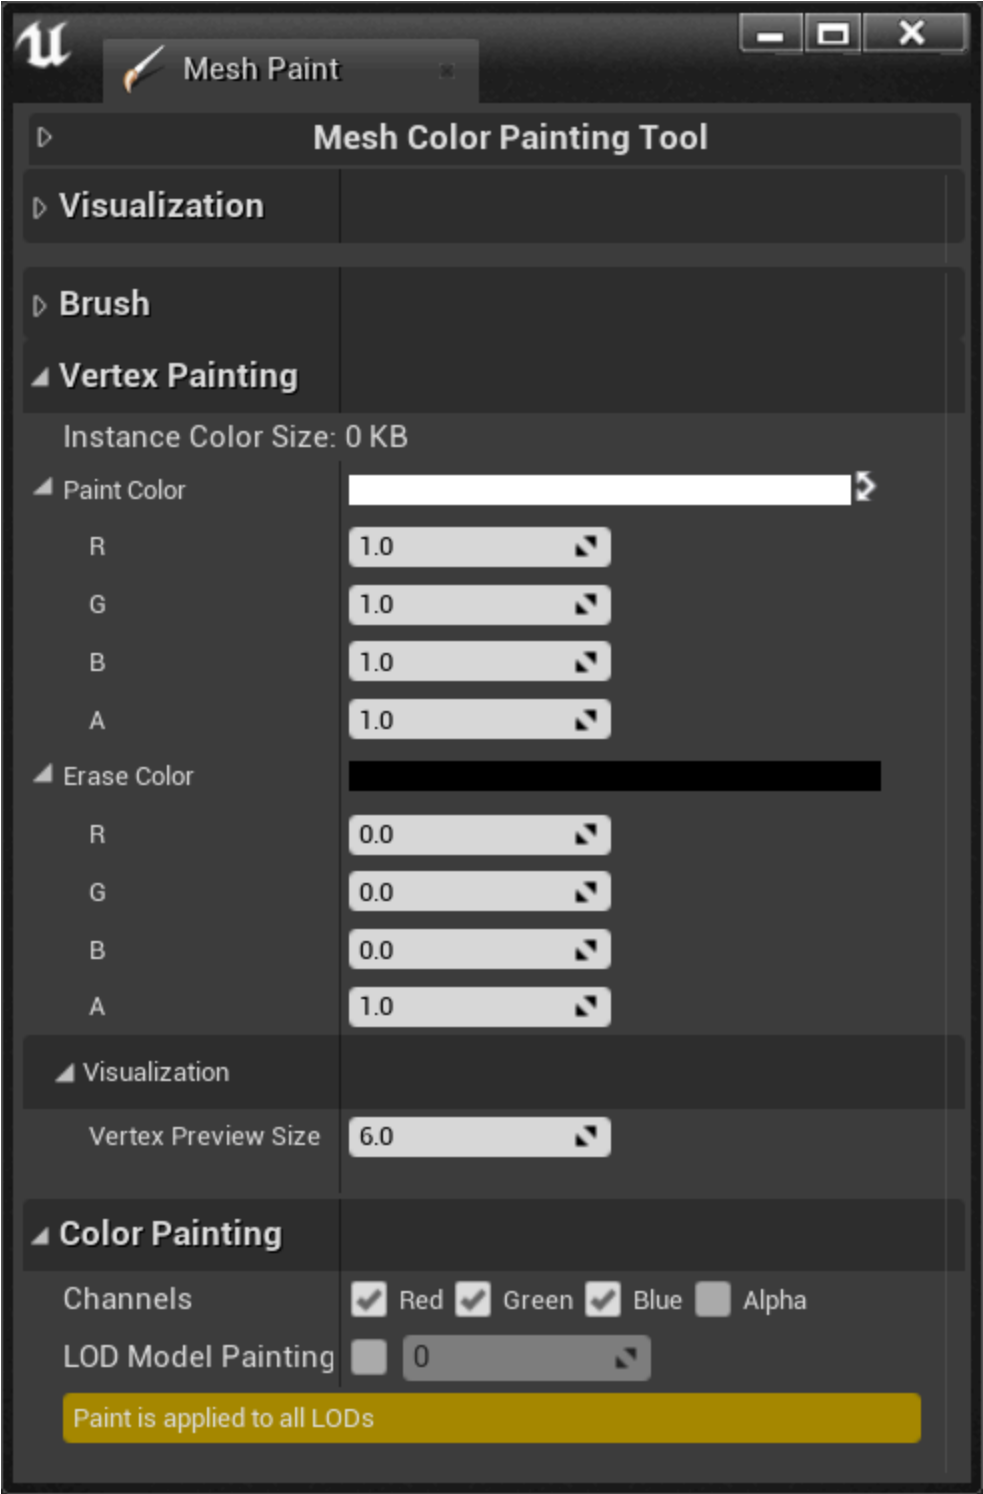 Mesh Paint
Mesh Color Painting Tool
Visualization
Brush
Vertex Painting
Instance Color Size: 0 KB
Paint Color
R 1.0
G 1.0
B 1.0
A 1.0
Erase Color
R 0.0
G 0.0
B 0.0
A 1.0
Visualization
Vertex Preview Size 6.0
Color Painting
Channels Red Green Blue Alpha
LOD Model Painting 0
Paint is applied to all LODs